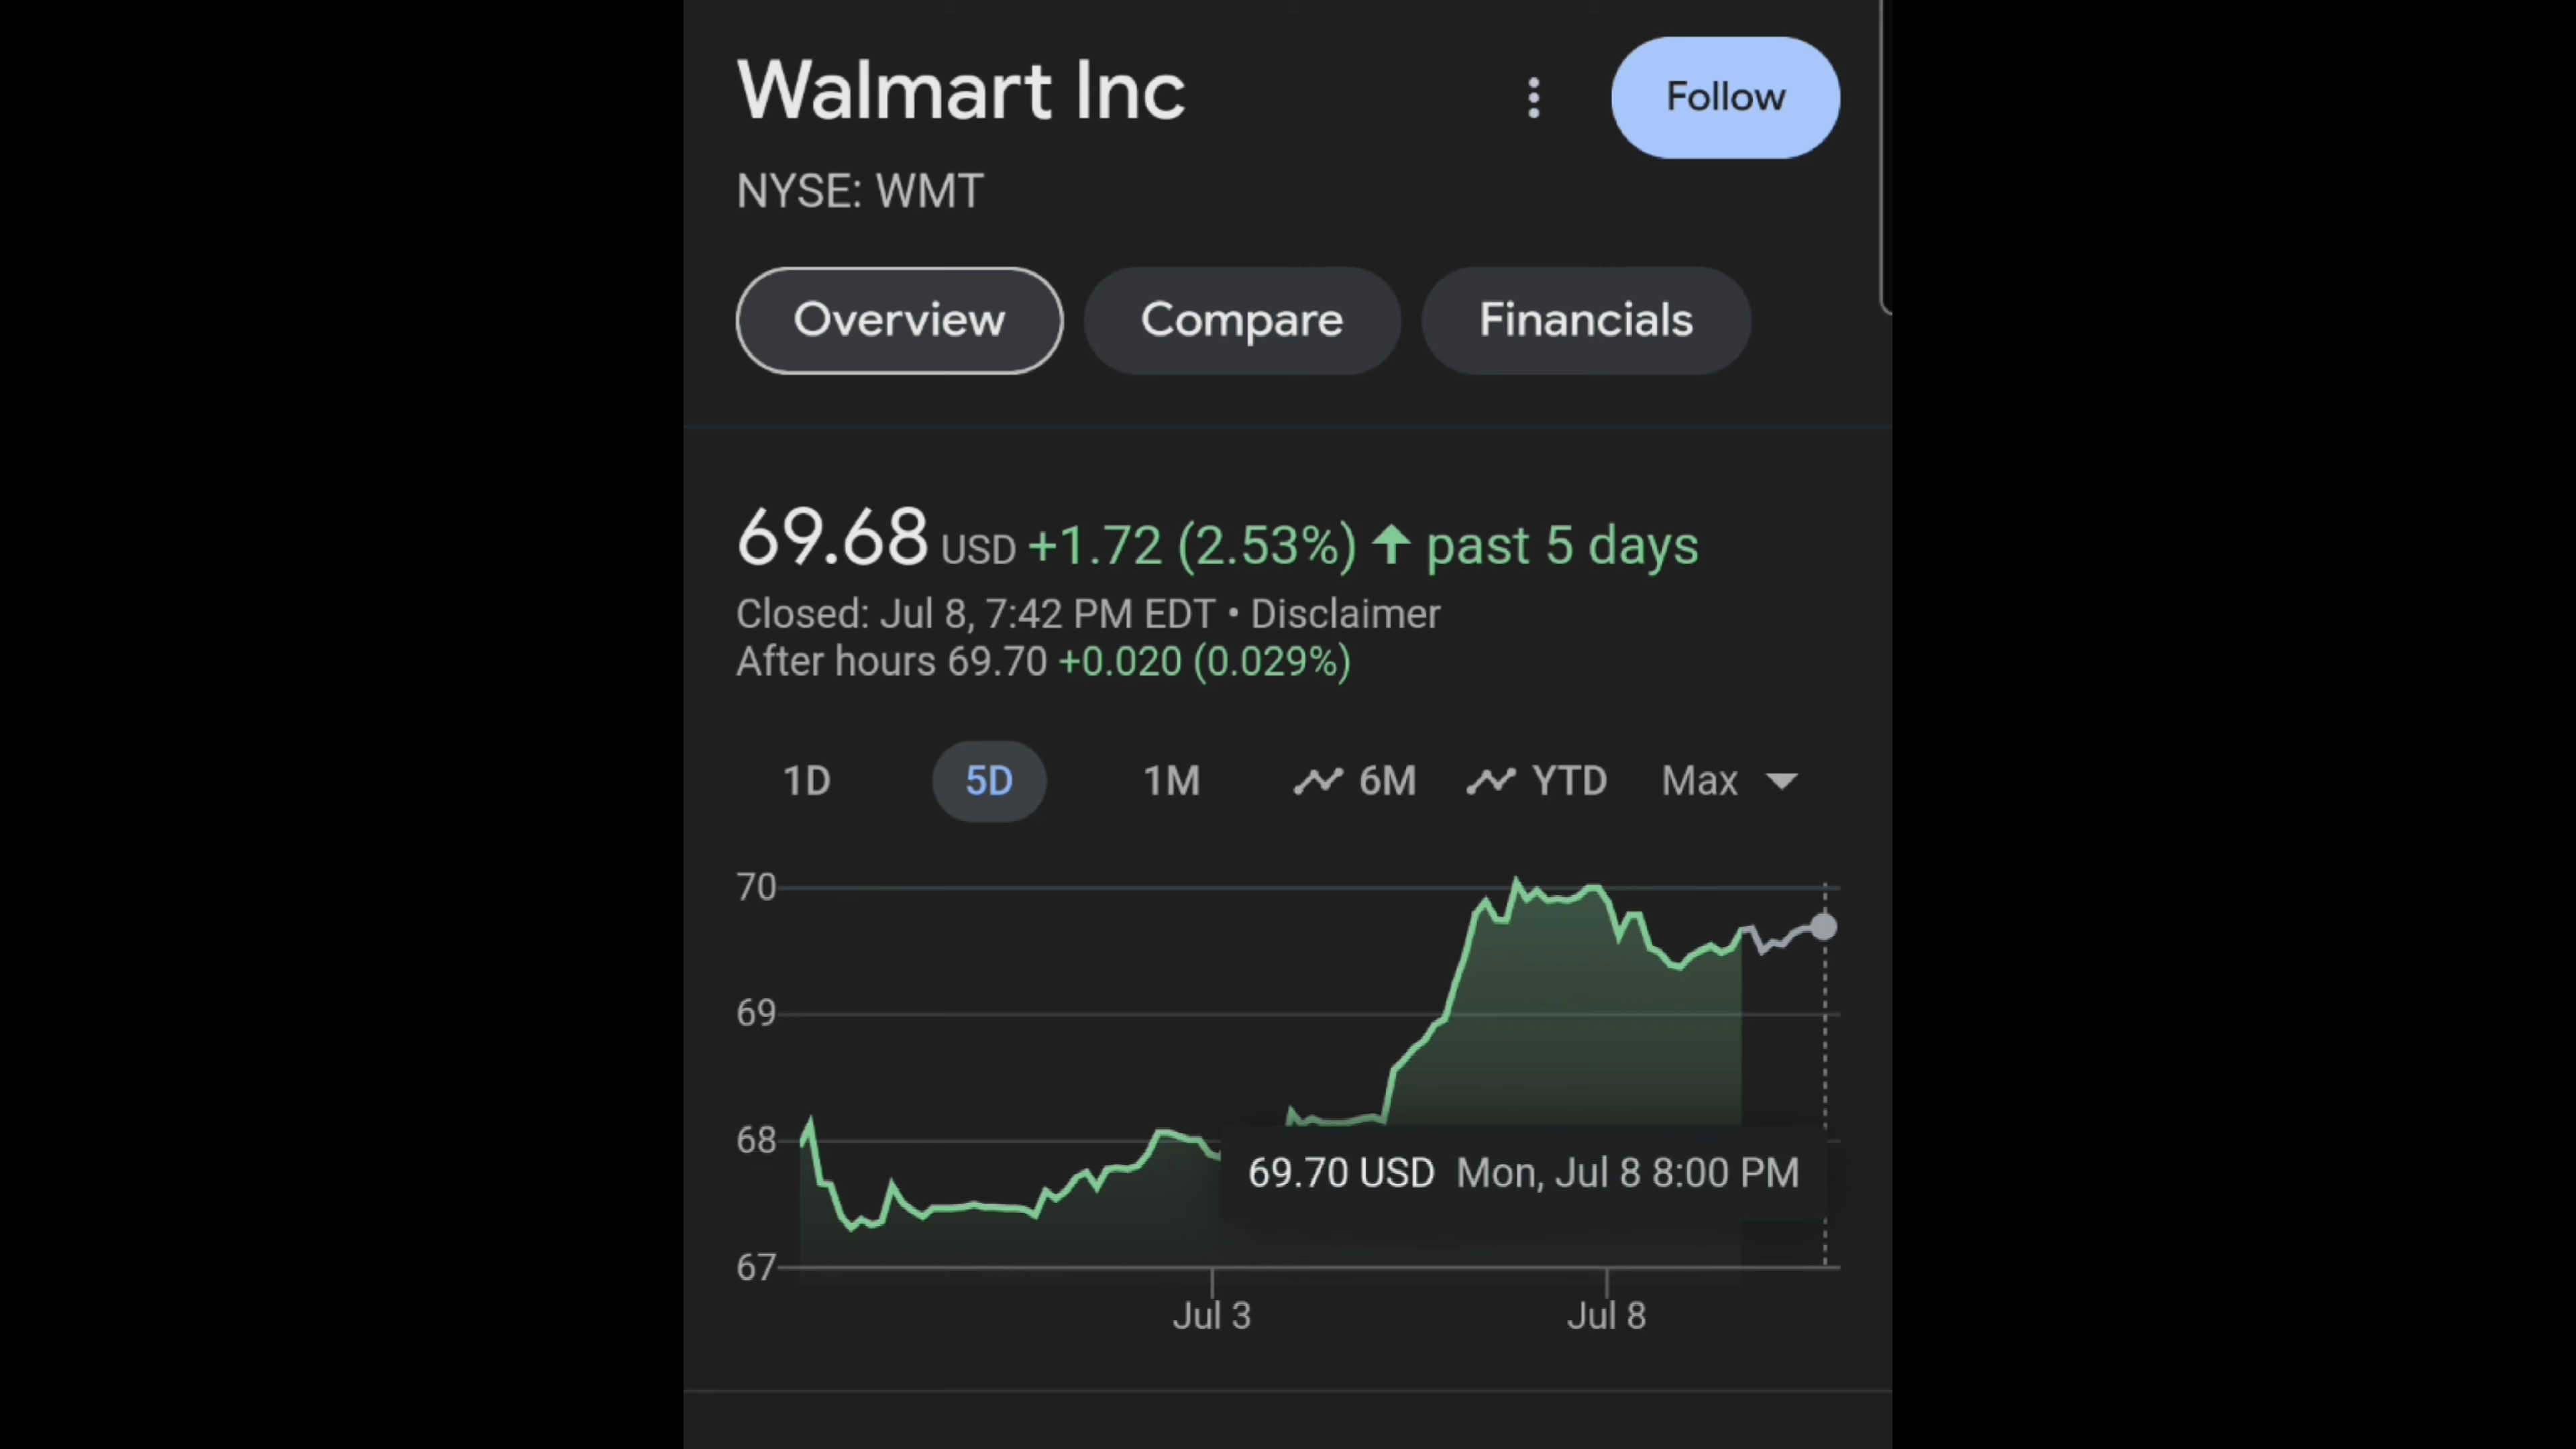 Walmart Inc
Follow
NYSE: WMT
Overview Compare Financials
69.68 USD +1.72 (2.53%) ↑ past 5 days
Closed: Jul 8, 7:42 PM EDT • Disclaimer
After hours 69.70 +0.020 (0.029%)
1D 5D 1M 6M YTD Max
70
69
68
69.70 USD Mon, Jul 8 8:00 PM
67
Jul 3 Jul 8